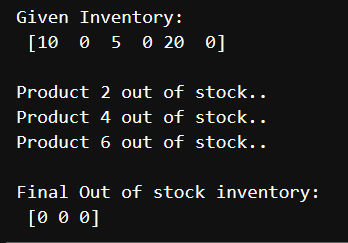 Given Inventory:
[10  0  5  0 20  0]
Product 2 out of stock..
Product 4 out of stock..
Product 6 out of stock..
Final Out of stock inventory:
[0 0 0]